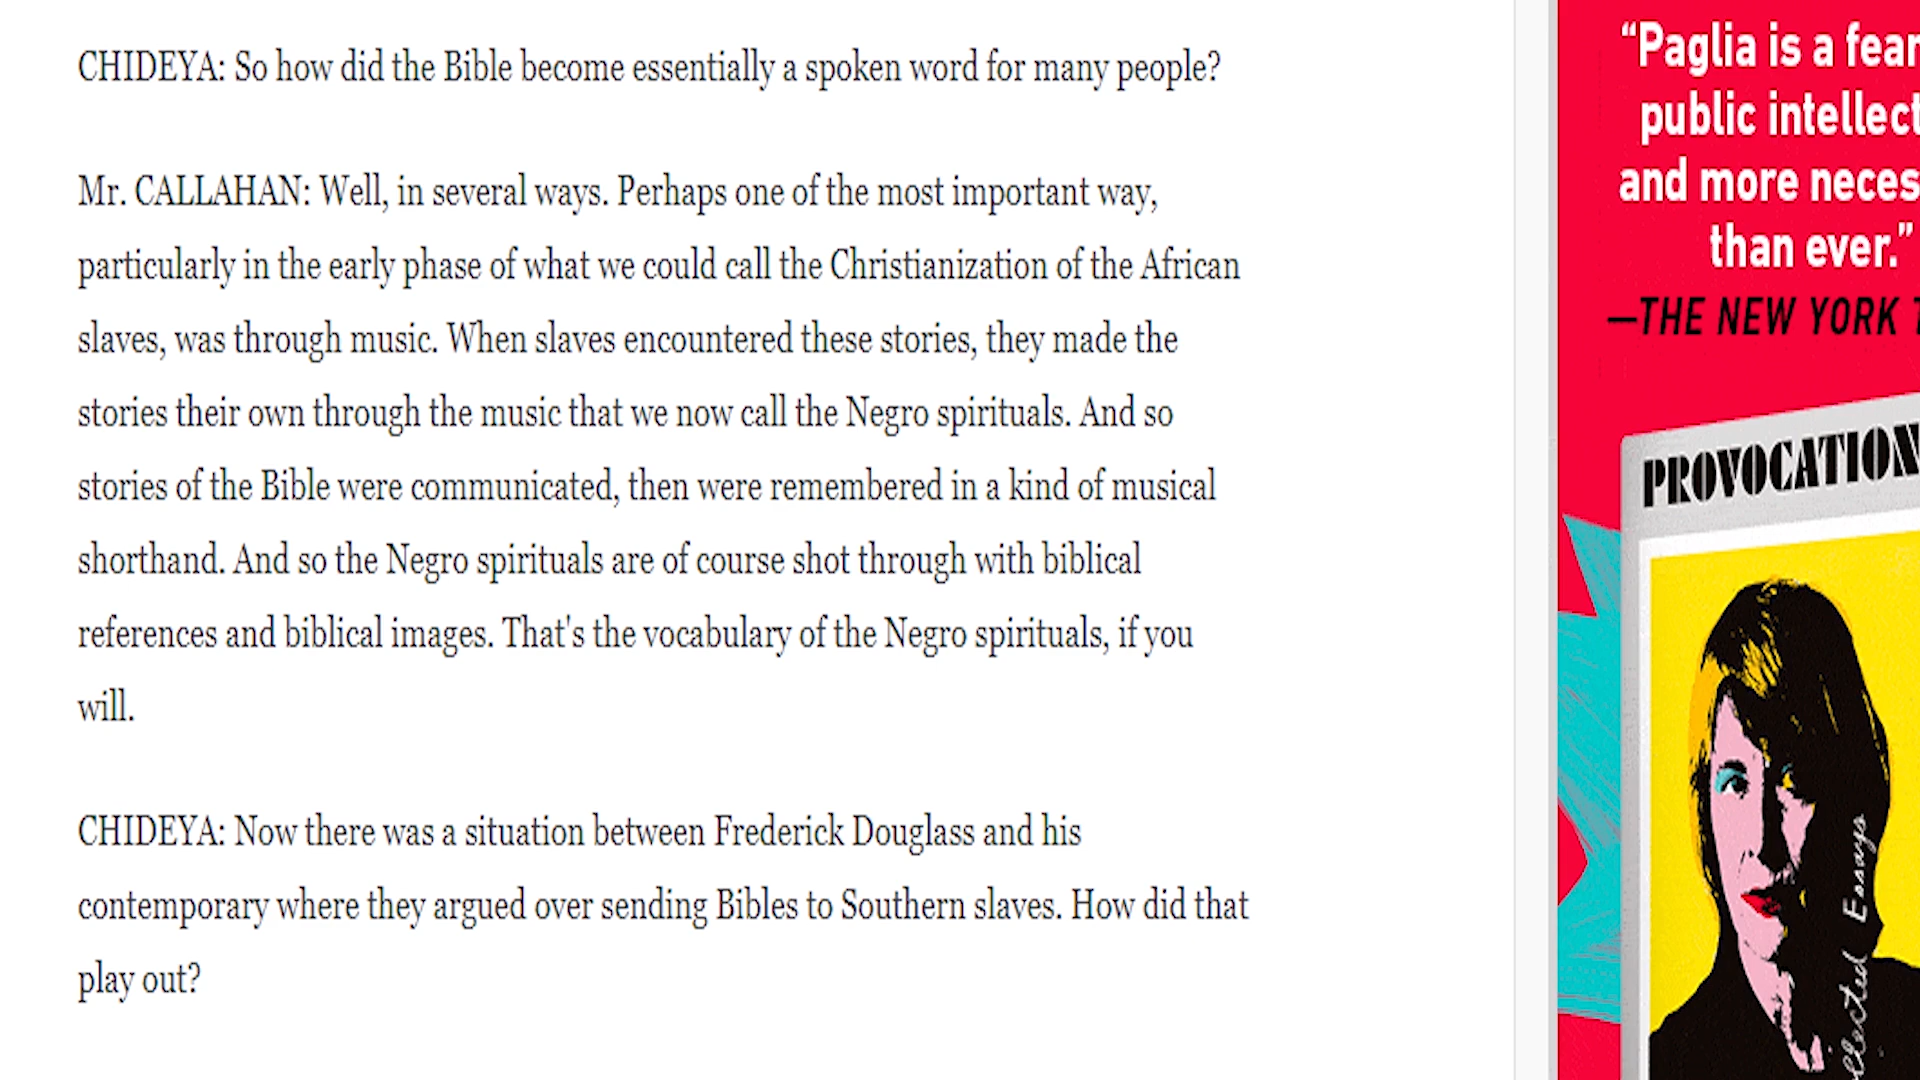 CHIDEYA: So how did the Bible become essentially a spoken word for many people?
Mr. CALLAHAN: Well, in several ways. Perhaps one of the most important way,
particularly in the early phase of what we could call the Christianization of the African
slaves, was through music. When slaves encountered these stories, they made the
stories their own through the music that we now call the Negro spirituals. And so
stories of the Bible were communicated, then were remembered in a kind of musical
shorthand. And so the Negro spirituals are of course shot through with biblical
references and biblical images. That's the vocabulary of the Negro spirituals, if you
will.
CHIDEYA: Now there was a situation between Frederick Douglass and his
contemporary where they argued over sending Bibles to Southern slaves. How did that
play out?
“Paglia is a fear
public intellect
and more neces
than ever.”
—THE NEW YORK
PROVOCATION
llected Essays